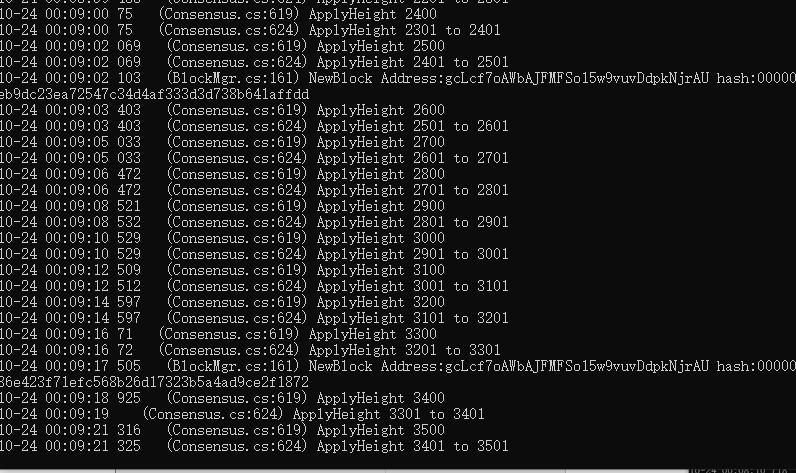 10-24 00:09:00 75 (Consensus.cs:619) ApplyHeight 2400
10-24 00:09:00 75 (Consensus.cs:624) ApplyHeight 2301 to 2401
10-24 00:09:02 069 (Consensus.cs:619) ApplyHeight 2500
10-24 00:09:02 069 (Consensus.cs:624) ApplyHeight 2401 to 2501
10-24 00:09:02 103 (BlockMgr.cs:161) NewBlock Address:gcLcf7oAWbAJFMFSo15w9vuvDdpkNjrAU hash:00000
eb9dc23ea72547c34d4af333d3d738b641affdd
10-24 00:09:03 403 (Consensus.cs:619) ApplyHeight 2600
10-24 00:09:03 403 (Consensus.cs:624) ApplyHeight 2501 to 2601
10-24 00:09:05 033 (Consensus.cs:619) ApplyHeight 2700
10-24 00:09:05 033 (Consensus.cs:624) ApplyHeight 2601 to 2701
10-24 00:09:06 472 (Consensus.cs:619) ApplyHeight 2800
10-24 00:09:06 472 (Consensus.cs:624) ApplyHeight 2701 to 2801
10-24 00:09:08 521 (Consensus.cs:619) ApplyHeight 2900
10-24 00:09:08 532 (Consensus.cs:624) ApplyHeight 2801 to 2901
10-24 00:09:10 529 (Consensus.cs:619) ApplyHeight 3000
10-24 00:09:10 529 (Consensus.cs:624) ApplyHeight 2901 to 3001
10-24 00:09:12 509 (Consensus.cs:619) ApplyHeight 3100
10-24 00:09:12 512 (Consensus.cs:624) ApplyHeight 3001 to 3101
10-24 00:09:14 597 (Consensus.cs:619) ApplyHeight 3200
10-24 00:09:14 597 (Consensus.cs:624) ApplyHeight 3101 to 3201
10-24 00:09:16 71 (Consensus.cs:619) ApplyHeight 3300
10-24 00:09:16 72 (Consensus.cs:624) ApplyHeight 3201 to 3301
10-24 00:09:17 505 (BlockMgr.cs:161) NewBlock Address:gcLcf7oAWbAJFMFSo15w9vuvDdpkNjrAU hash:00000
86e423f71efc568b26d17323b5a4ad9ce2f1872
10-24 00:09:18 925 (Consensus.cs:619) ApplyHeight 3400
10-24 00:09:19 (Consensus.cs:624) ApplyHeight 3301 to 3401
10-24 00:09:21 316 (Consensus.cs:619) ApplyHeight 3500
10-24 00:09:21 325 (Consensus.cs:624) ApplyHeight 3401 to 3501